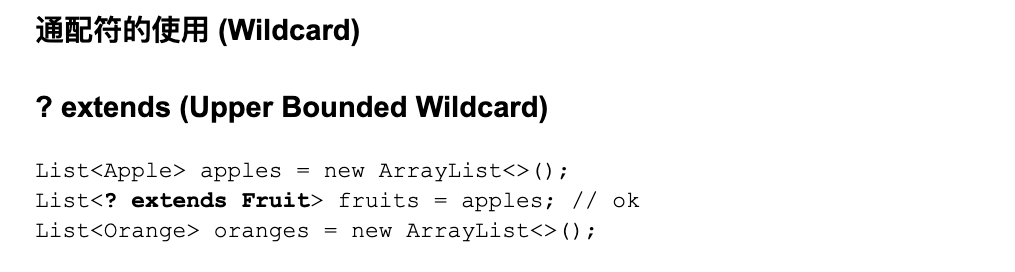 通配符的使用 (Wildcard)
? extends (Upper Bounded Wildcard)
List<Apple> apples = new ArrayList<>();
List<? extends Fruit> fruits = apples; // ok
List<Orange> oranges = new ArrayList<>();